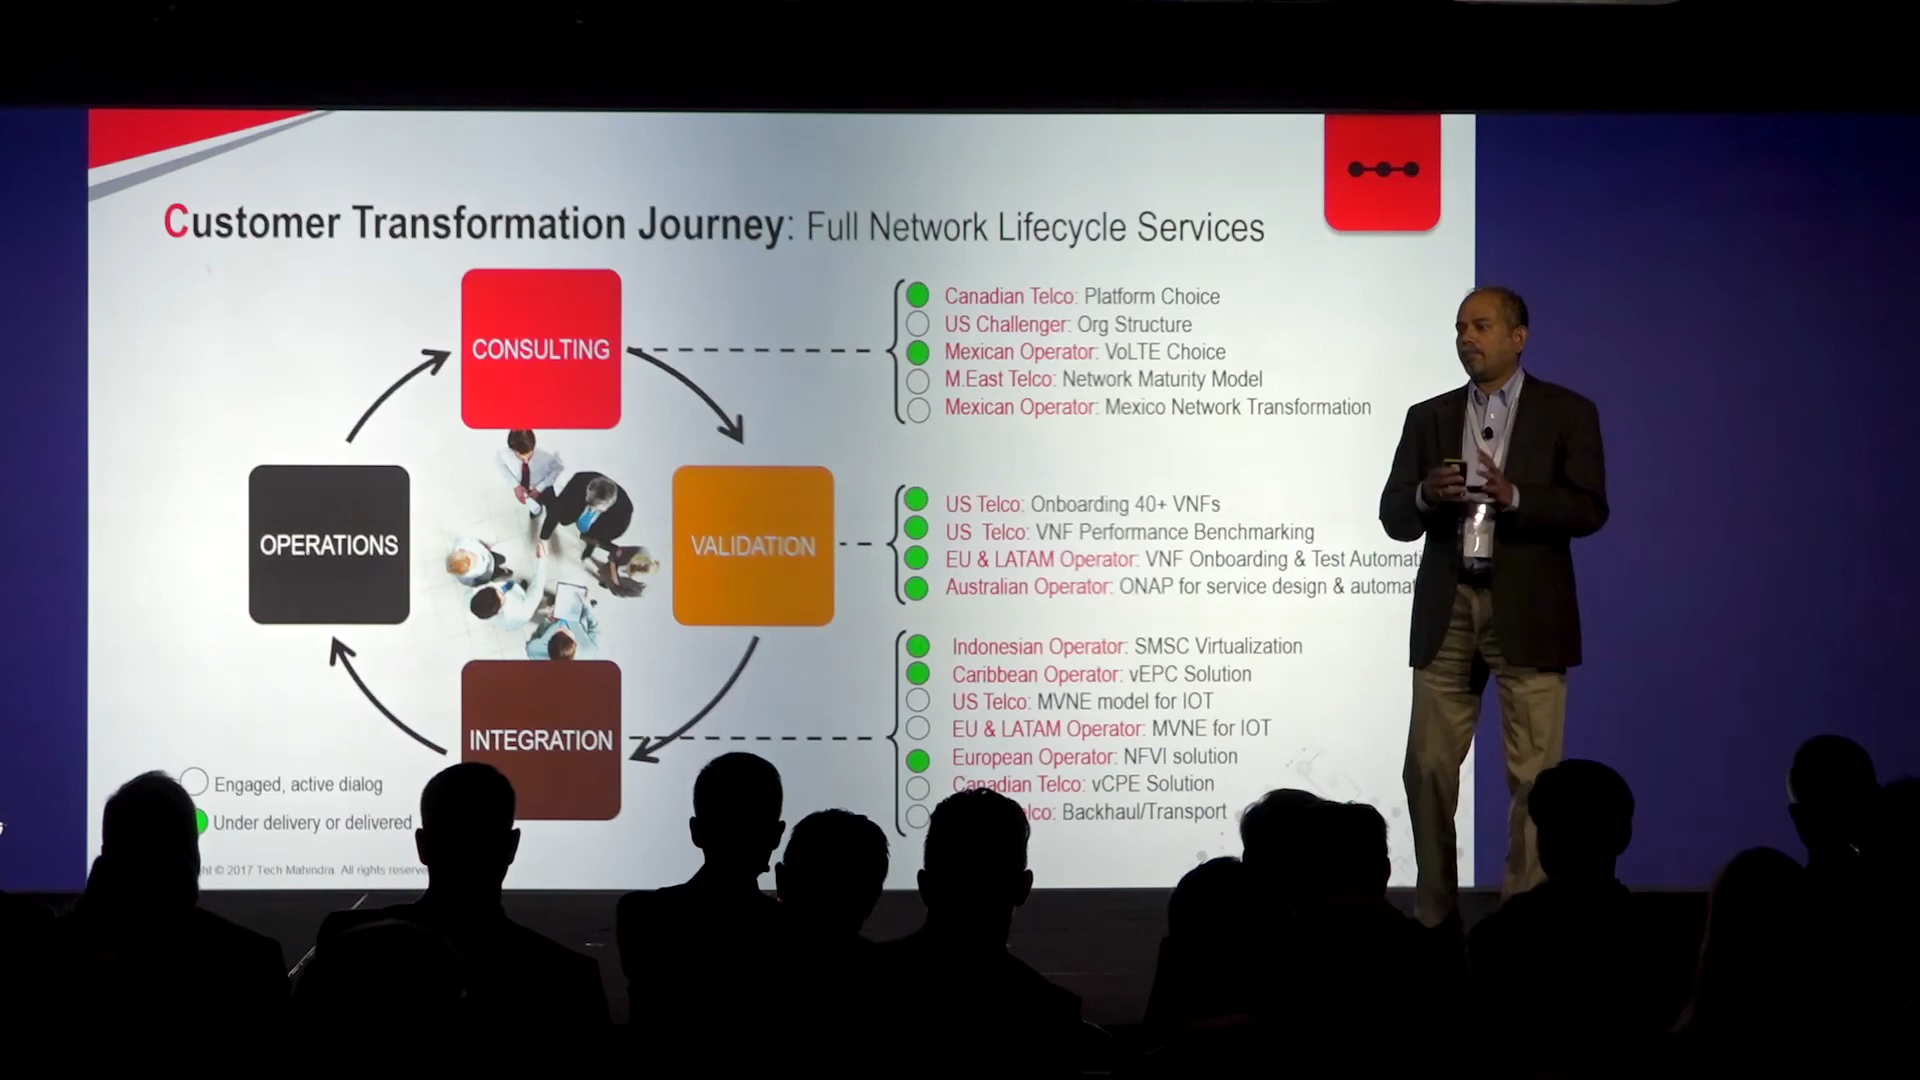 Customer Transformation Journey: Full Network Lifecycle Services
CONSULTING
Canadian Telco: Platform Choice
US Challenger: Org Structure
Mexican Operator: VoLTE Choice
M.East Telco: Network Maturity Model
Mexican Operator: Mexico Network Transformation
OPERATIONS
VALIDATION
US Telco: Onboarding 40+ VNFs
US Telco: VNF Performance Benchmarking
EU & LATAM Operator: VNF Onboarding & Test Automati
Australian Operator: ONAP for service design & automat
INTEGRATION
Indonesian Operator: SMSC Virtualization
Caribbean Operator: vEPC Solution
US Telco: MVNE model for IOT
EU & LATAM Operator: MVNE for IOT
European Operator: NFVI solution
Canadian Telco: vCPE Solution
elco: Backhaul/Transport
Engaged, active dialog
Under delivery or delivered
ht © 2017 Tech Mahindra All rights reserve